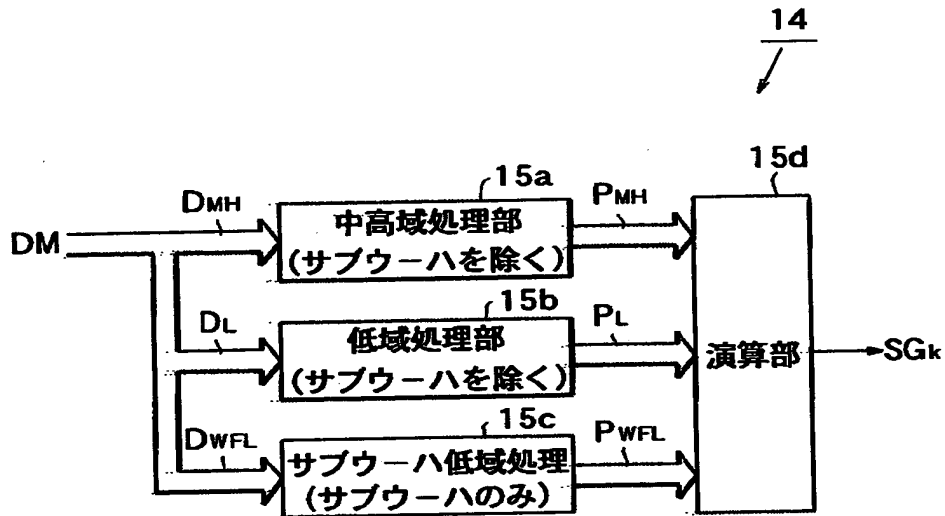 14
15d
15a
DMH
PMH
DM
中高域処理部
(サブウーハを除く)
15b
DL
PL
低域処理部
(サブウーハを除く)
演算部
SGk
15c
DWFL
PWFL
サブウーハ低域処理
(サブウーハのみ)